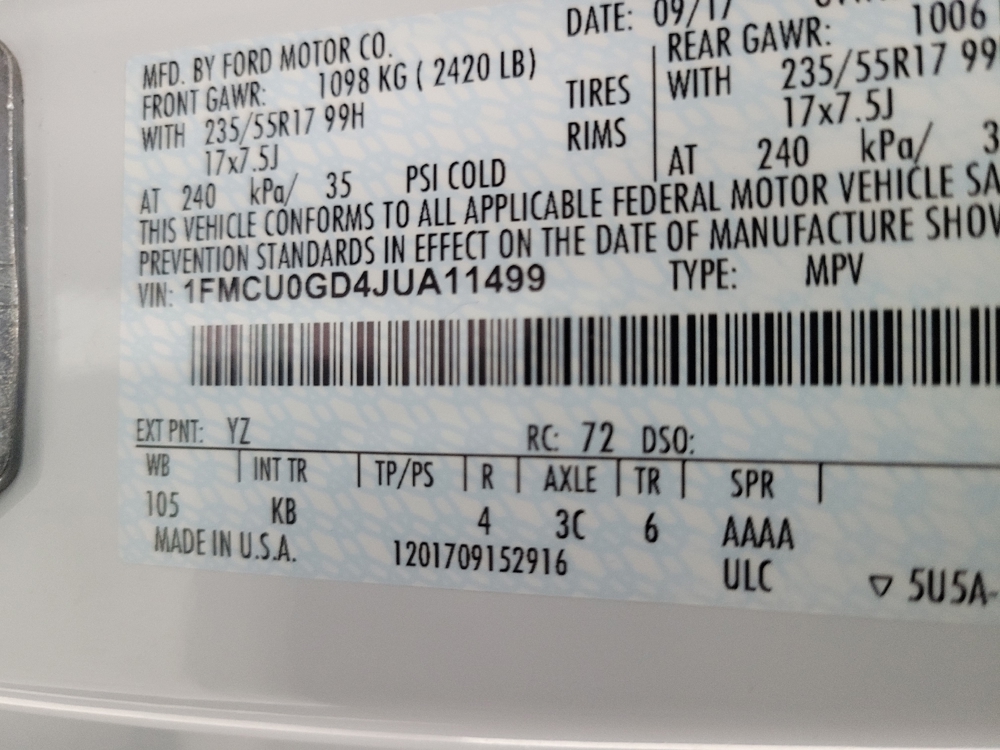 DATE: 09/17
MFD. BY FORD MOTOR CO.
FRONT GAWR: 1098 KG ( 2420 LB) REAR GAWR: 1006
WITH 235/55R17 99H TIRES WITH 235/55R17 99
17x7.5J RIMS 17x7.5J
AT 240 kPa/ 35 PSI COLD AT 240 kPa/ 3
THIS VEHICLE CONFORMS TO ALL APPLICABLE FEDERAL MOTOR VEHICLE SA
PREVENTION STANDARDS IN EFFECT ON THE DATE OF MANUFACTURE SHOW
VIN: 1FMCU0GD4JUA11499 TYPE: MPV
EXT PNT: YZ RC: 72 DSO:
WB INT TR TP/PS R AXLE TR SPR
105 KB 4 3C 6 AAAA
MADE IN U.S.A. 1201709152916 ULC ▽ 5U5A-